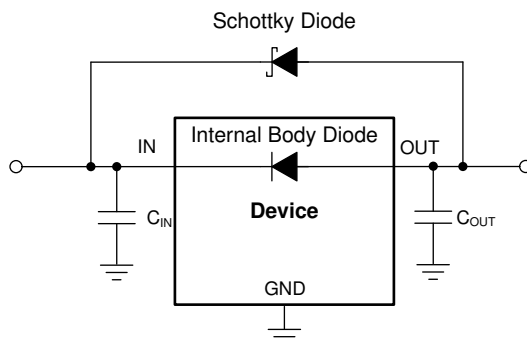 Schottky Diode
Internal Body Diode
IN
OUT
Device
CIN
COUT
GND